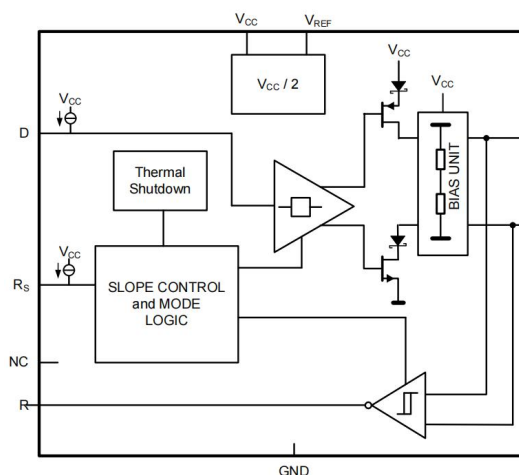 VCC VREF
VCC / 2
VCC
VCC
VCC
D
Thermal
Shutdown
BIAS UNIT
VCC
RS
SLOPE CONTROL
and MODE
LOGIC
NC
R
GND